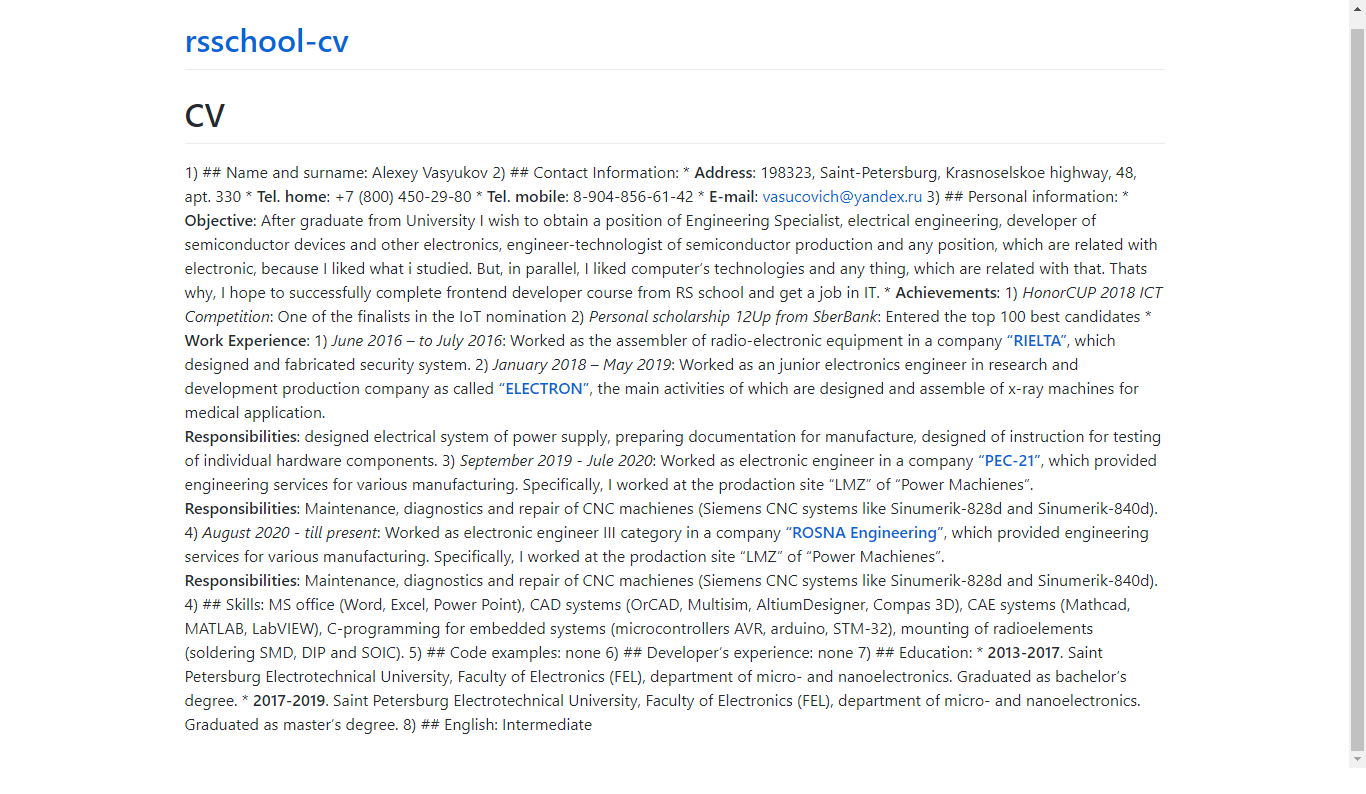 rsschool-cv
CV
1) ## Name and surname: Alexey Vasyukov 2) ## Contact Information: * Address: 198323, Saint-Petersburg, Krasnoselskoe highway, 48,
apt. 330 * Tel. home: +7 (800) 450-29-80 * Tel. mobile: 8-904-856-61-42 * E-mail: vasucovich@yandex.ru 3) ## Personal information: *
Objective: After graduate from University I wish to obtain a position of Engineering Specialist, electrical engineering, developer of
semiconductor devices and other electronics, engineer-technologist of semiconductor production and any position, which are related with
electronic, because I liked what i studied. But, in parallel, I liked computer’s technologies and any thing, which are related with that. Thats
why, I hope to successfully complete frontend developer course from RS school and get a job in IT. * Achievements: 1) HonorCUP 2018 ICT
Competition: One of the finalists in the IoT nomination 2) Personal scholarship 12Up from SberBank: Entered the top 100 best candidates *
Work Experience: 1) June 2016 – to July 2016: Worked as the assembler of radio-electronic equipment in a company “RIELTA”, which
designed and fabricated security system. 2) January 2018 – May 2019: Worked as an junior electronics engineer in research and
development production company as called “ELECTRON”, the main activities of which are designed and assemble of x-ray machines for
medical application.
Responsibilities: designed electrical system of power supply, preparing documentation for manufacture, designed of instruction for testing
of individual hardware components. 3) September 2019 - Jule 2020: Worked as electronic engineer in a company “PEC-21”, which provided
engineering services for various manufacturing. Specifically, I worked at the prodaction site “LMZ” of “Power Machienes”.
Responsibilities: Maintenance, diagnostics and repair of CNC machienes (Siemens CNC systems like Sinumerik-828d and Sinumerik-840d).
4) August 2020 - till present: Worked as electronic engineer III category in a company “ROSNA Engineering”, which provided engineering
services for various manufacturing. Specifically, I worked at the prodaction site “LMZ” of “Power Machienes”.
Responsibilities: Maintenance, diagnostics and repair of CNC machienes (Siemens CNC systems like Sinumerik-828d and Sinumerik-840d).
4) ## Skills: MS office (Word, Excel, Power Point), CAD systems (OrCAD, Multisim, AltiumDesigner, Compas 3D), CAE systems (Mathcad,
MATLAB, LabVIEW), C-programming for embedded systems (microcontrollers AVR, arduino, STM-32), mounting of radioelements
(soldering SMD, DIP and SOIC). 5) ## Code examples: none 6) ## Developer’s experience: none 7) ## Education: * 2013-2017. Saint
Petersburg Electrotechnical University, Faculty of Electronics (FEL), department of micro- and nanoelectronics. Graduated as bachelor’s
degree. * 2017-2019. Saint Petersburg Electrotechnical University, Faculty of Electronics (FEL), department of micro- and nanoelectronics.
Graduated as master’s degree. 8) ## English: Intermediate